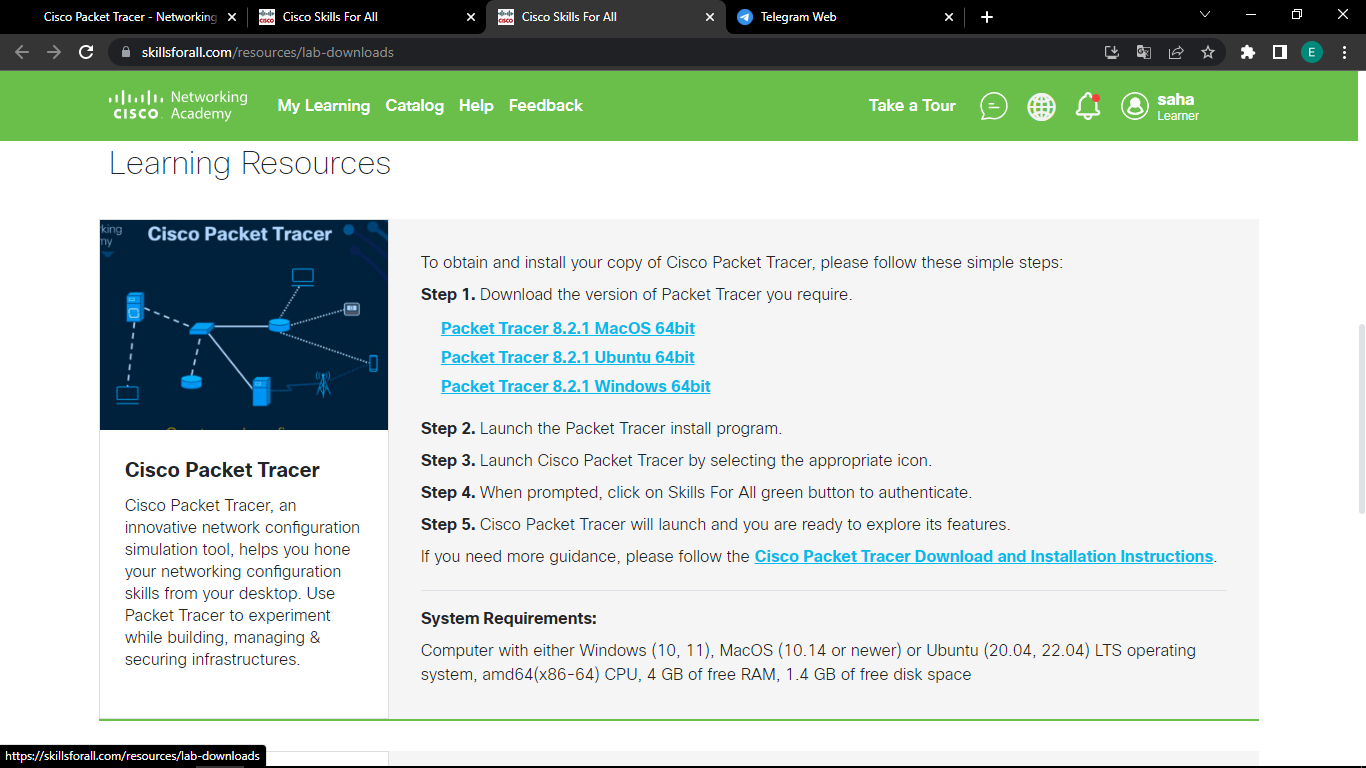 Cisco Packet Tracer - Networking
Cisco Skills For All
Cisco Skills For All
Telegram Web
skillsforall.com/resources/lab-downloads
E
CISCO Networking Academy
My Learning
Catalog
Help
Feedback
Take a Tour
saha
Learner
Learning Resources
Cisco Packet Tracer
To obtain and install your copy of Cisco Packet Tracer, please follow these simple steps:
Step 1. Download the version of Packet Tracer you require.
Packet Tracer 8.2.1 MacOS 64bit
Packet Tracer 8.2.1 Ubuntu 64bit
Packet Tracer 8.2.1 Windows 64bit
Step 2. Launch the Packet Tracer install program.
Step 3. Launch Cisco Packet Tracer by selecting the appropriate icon.
Step 4. When prompted, click on Skills For All green button to authenticate.
Step 5. Cisco Packet Tracer will launch and you are ready to explore its features.
If you need more guidance, please follow the Cisco Packet Tracer Download and Installation Instructions.
System Requirements:
Computer with either Windows (10, 11), MacOS (10.14 or newer) or Ubuntu (20.04, 22.04) LTS operating
system, amd64(x86-64) CPU, 4 GB of free RAM, 1.4 GB of free disk space
Cisco Packet Tracer
Cisco Packet Tracer, an
innovative network configuration
simulation tool, helps you hone
your networking configuration
skills from your desktop. Use
Packet Tracer to experiment
while building, managing &
securing infrastructures.
https://skillsforall.com/resources/lab-downloads